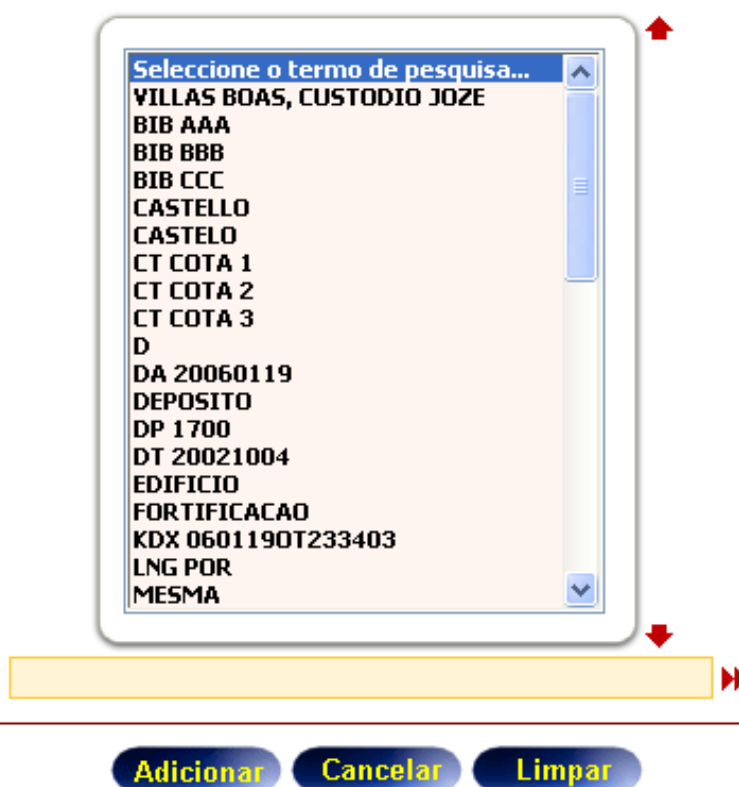 Seleccione o termo de pesquisa...
VILLAS BOAS, CUSTODIO JOZE
BIB AAA
BIB BBB
BIB CCC
CASTELLO
CASTELO
CT COTA 1
CT COTA 2
CT COTA 3
D
DA 20060119
DEPOSITO
DP 1700
DT 20021004
EDIFICIO
FORTIFICACAO
KDX 060119OT233403
LNG POR
MESMA
Adicionar Cancelar Limpar